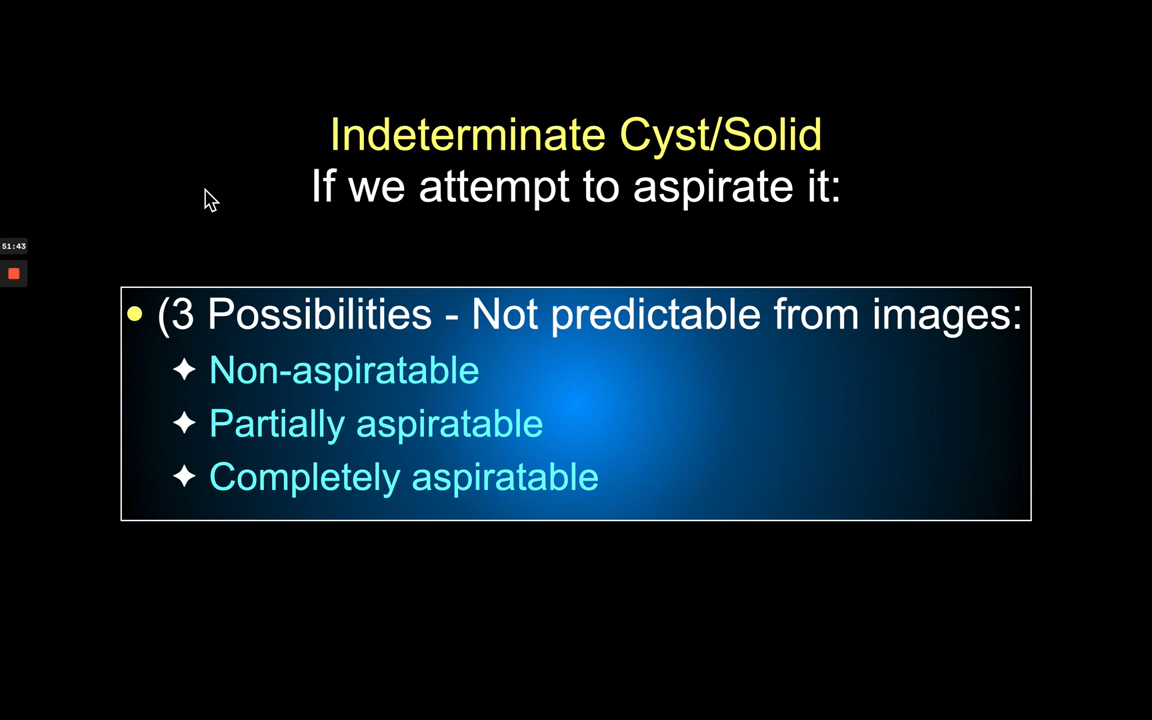 Indeterminate Cyst/Solid
If we attempt to aspirate it:
51:43
• (3 Possibilities - Not predictable from images:
✦ Non-aspiratable
✦ Partially aspiratable
✦ Completely aspiratable